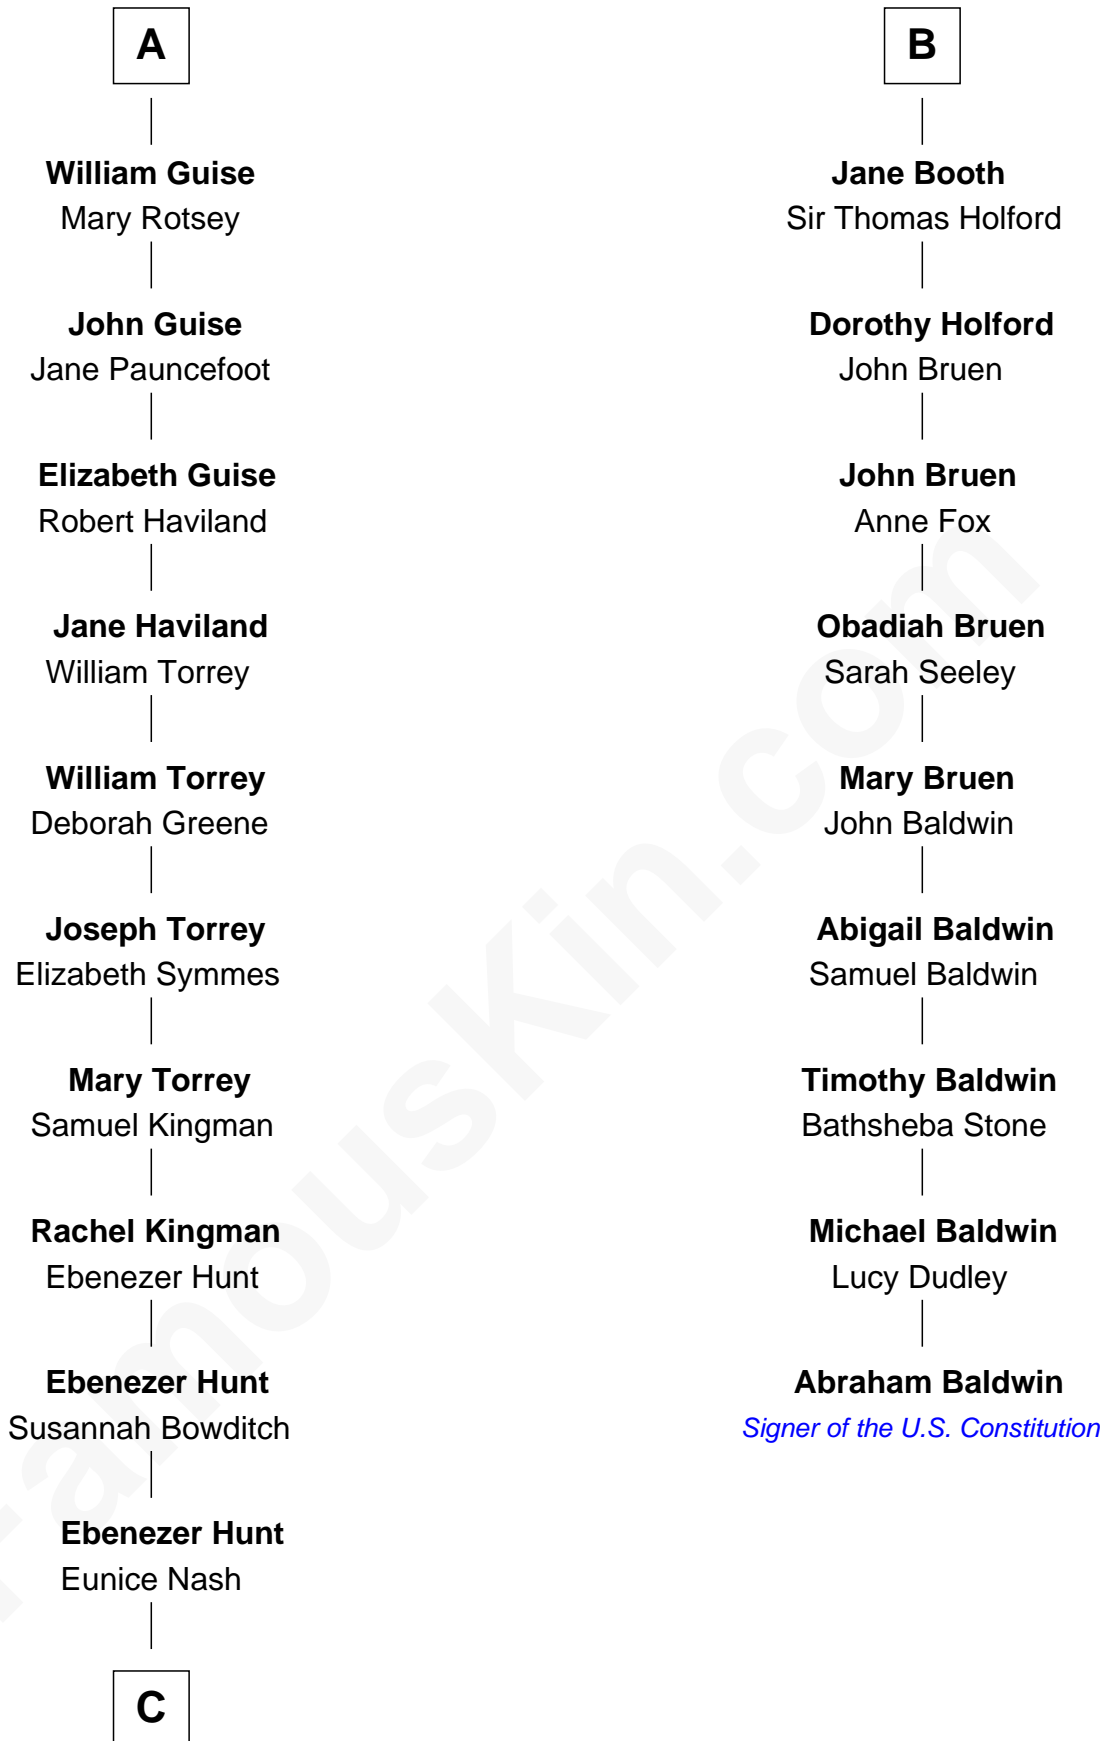 A
William Guise
Mary Rotsey
John Guise
Jane Pauncefoot
Elizabeth Guise
Robert Haviland
Jane Haviland
William Torrey
William Torrey
Deborah Greene
Joseph Torrey
Elizabeth Symmes
Mary Torrey
Samuel Kingman
Rachel Kingman
Ebenezer Hunt
Ebenezer Hunt
Susannah Bowditch
Ebenezer Hunt
Eunice Nash
C
B
Jane Booth
Sir Thomas Holford
Dorothy Holford
John Bruen
John Bruen
Anne Fox
Obadiah Bruen
Sarah Seeley
Mary Bruen
John Baldwin
Abigail Baldwin
Samuel Baldwin
Timothy Baldwin
Bathsheba Stone
Michael Baldwin
Lucy Dudley
Abraham Baldwin
Signer of the U.S. Constitution
FamousKin.com